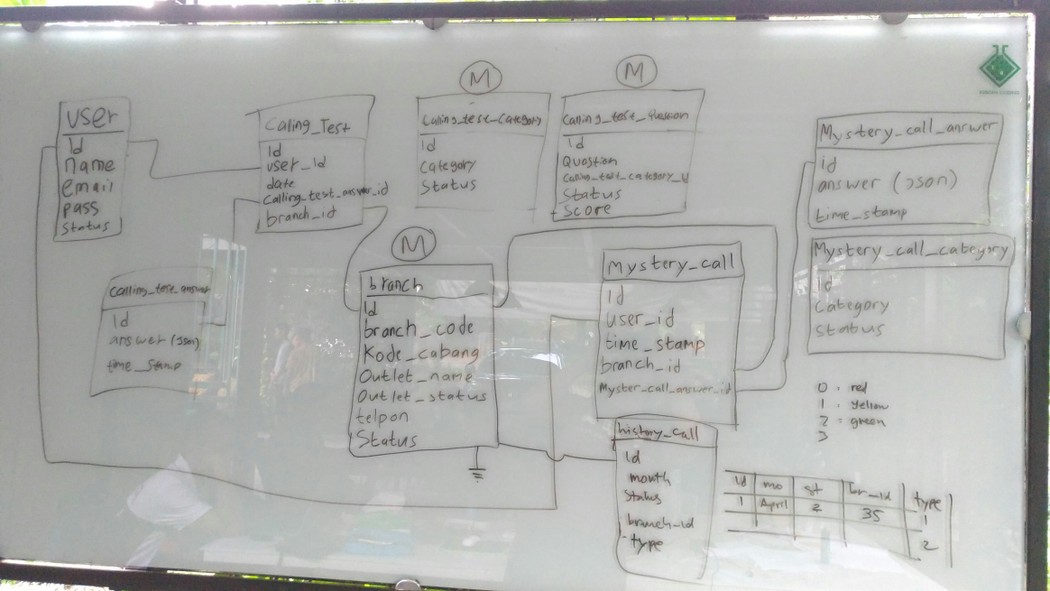 M
M
user
Id
name
email
pass
Status
Caling_Test
Id
user_id
date
calling_test_answer_id
branch_id
Calling_test_Category
id
category
Status
Calling_test_Question
Id
Question
Calling_test_category_id
Status
Score
Mystery_call_answer
id
answer (json)
time_stamp
Mystery_call_category
Id
Category
Status
calling_test_answer
Id
answer (json)
time_stamp
M
branch
Id
branch_code
Kode_cabang
Outlet_name
Outlet_status
telpon
Status
Mystery_call
Id
user_id
time_stamp
branch_id
Myster_call_answer_id
history_call
Id
month
Status
branch_id
type
0 . red
1 . yellow
2 = green
3
Id mo st br_id type
1 April 2 35 1
2